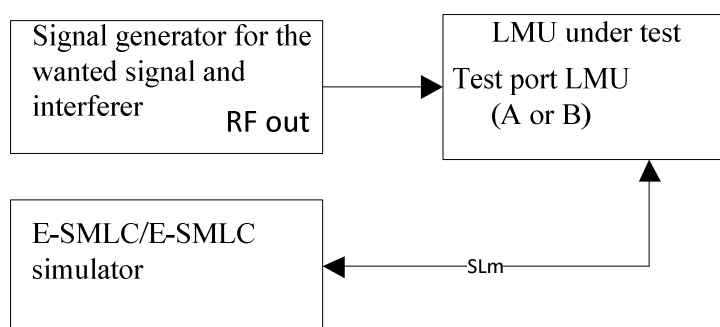 Signal generator for the
wanted signal and
interferer
RF out
LMU under test
Test port LMU
(A or B)
E-SMLC/E-SMLC
simulator
SLm